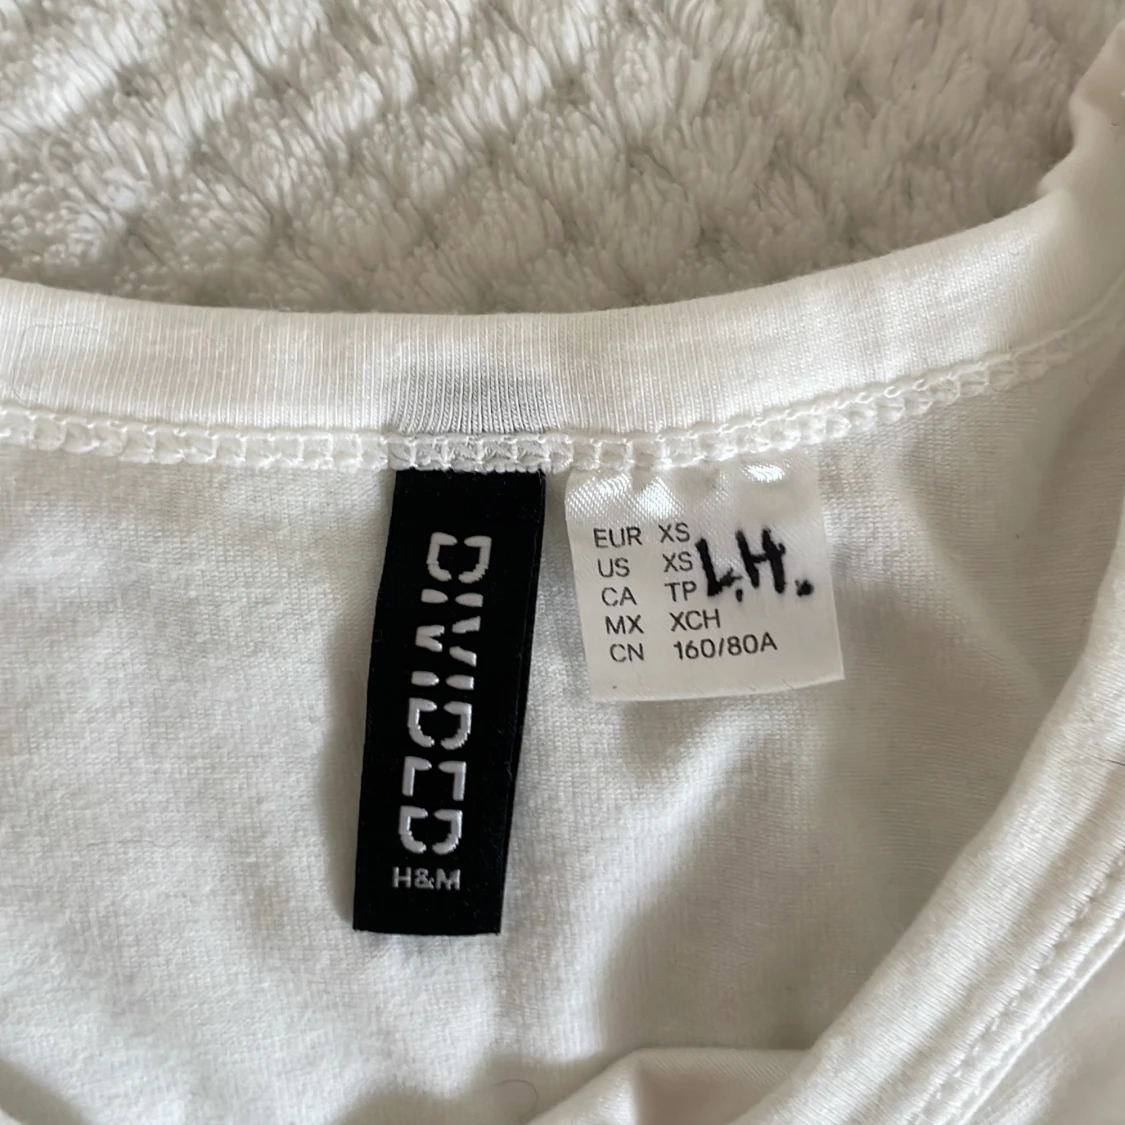 DIVIDED
H&M
EUR XS
US XS
CA TP
MX XCH
CN 160/80A
L.H.